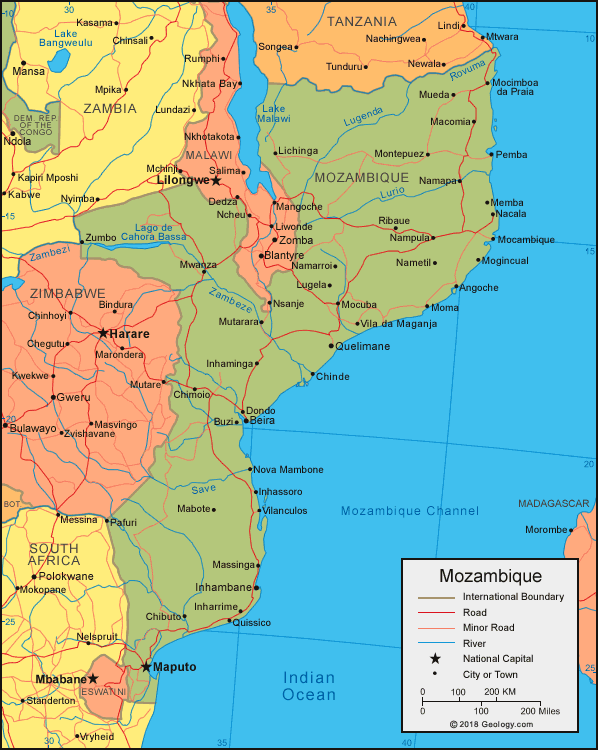 30
35
40
10
TANZANIA
Lindi
Mtwara
Kasama
Lake
Bangweulu
Chinsali
Songea
Nachingwea
Rumphi
Tunduru
Newala
Rovuma
Mansa
Mpika
Nkhata Bay
Mueda
Mocimboa
da Praia
ZAMBIA
Lundazi
Lake
Malawi
Lugenda
Macomia
DEM. REP.
OF THE
CONGO
Ndola
Nkhotakota
Lichinga
Montepuez
Pemba
MALAWI
Mchinji
Salima
Kapiri Mposhi
Lilongwe
MOZAMBIQUE
Namapa
Kabwe
Nyimba
Dedza
Mangoche
Lurio
Memba
Nacala
15
Ncheu
Liwonde
Ribaue
Lago de
Cahora Bassa
Zumbo
Zomba
Nampula
Mocambique
15
Zambezi
Blantyre
Mwanza
Namarroi
Nametil
Mogincual
Lugela
Angoche
ZIMBABWE
Zambeze
Bindura
Nsanje
Mocuba
Moma
Chinhoyi
Mutarara
Vila da Maganja
Harare
Chegutu
Marondera
Quelimane
Inhaminga
Kwekwe
Mutare
Chinde
Gweru
Chimoio
20
Dondo
Bulawayo
Masvingo
Buzi
Beira
Zvishavane
20
Nova Mambone
Save
Inhassoro
BOT
Mabote
Vilanculos
Mozambique Channel
MADAGASCAR
Messina
Pafuri
Morombe
SOUTH
AFRICA
Massinga
Polokwane
Mokopane
Inhambane
Inharrime
Chibuto
Quissico
25
Nelspruit
Maputo
Mbabane
ESWANNI
Indian
Ocean
Standerton
Vryheid
30
35
40
25
Mozambique
International Boundary
Road
Minor Road
River
National Capital
City or Town
0 100 200 KM
0 100 200 Miles
© 2018 Geology.com